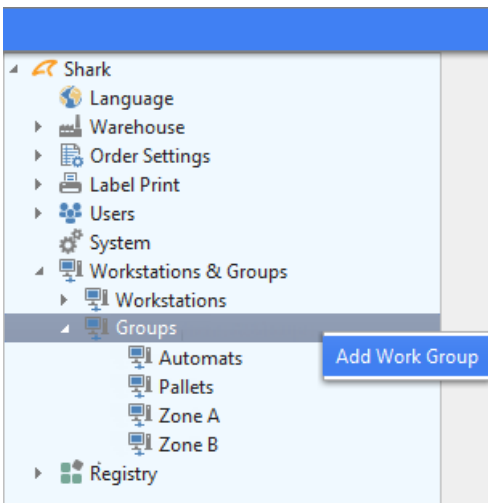 Shark
Language
Warehouse
Order Settings
Label Print
Users
System
Workstations & Groups
Workstations
Groups
Add Work Group
Automats
Pallets
Zone A
Zone B
Registry